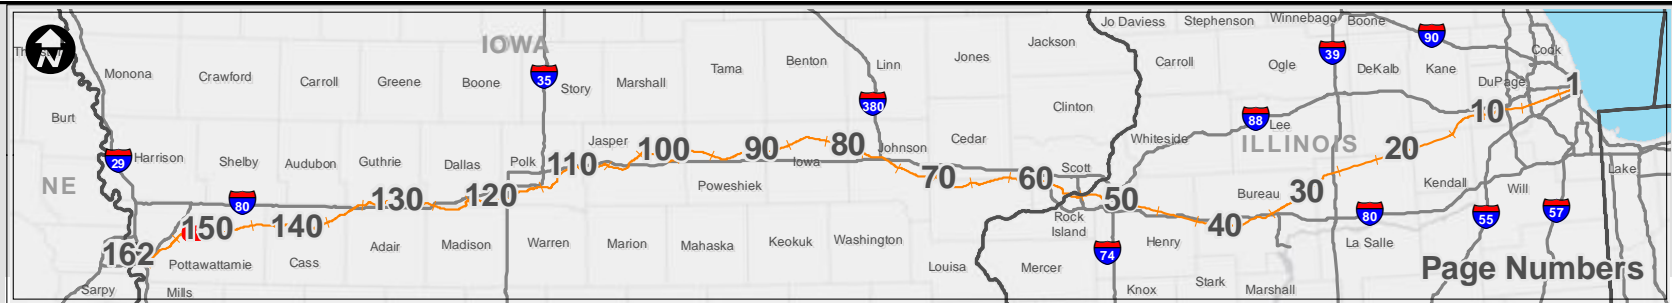 Jo Daviess Stephenson Winnebago Boone
N IOWA Jackson 39 90 Cook
Monona Crawford Carroll Greene Boone 35 Story Marshall Tama Benton Linn Jones Carroll Ogle DeKalb Kane DuPage 1
Burt 380 Clinton 88 Lee 10
29 Harrison Shelby Audubon Guthrie Dallas Polk 110 Jasper 100 90 Iowa 80 Johnson Cedar Whiteside ILLINOIS 20
NE 80 130 120 Poweshiek 70 60 Scott 50 Bureau 30 Kendall Will Lake
162 150 140 Adair Madison Warren Marion Mahaska Keokuk Washington Rock
Island 74 Henry 40 La Salle 80 55 57
Pottawattamie Cass Louisa Mercer Stark Page Numbers
Sarpy Mills Knox Marshall